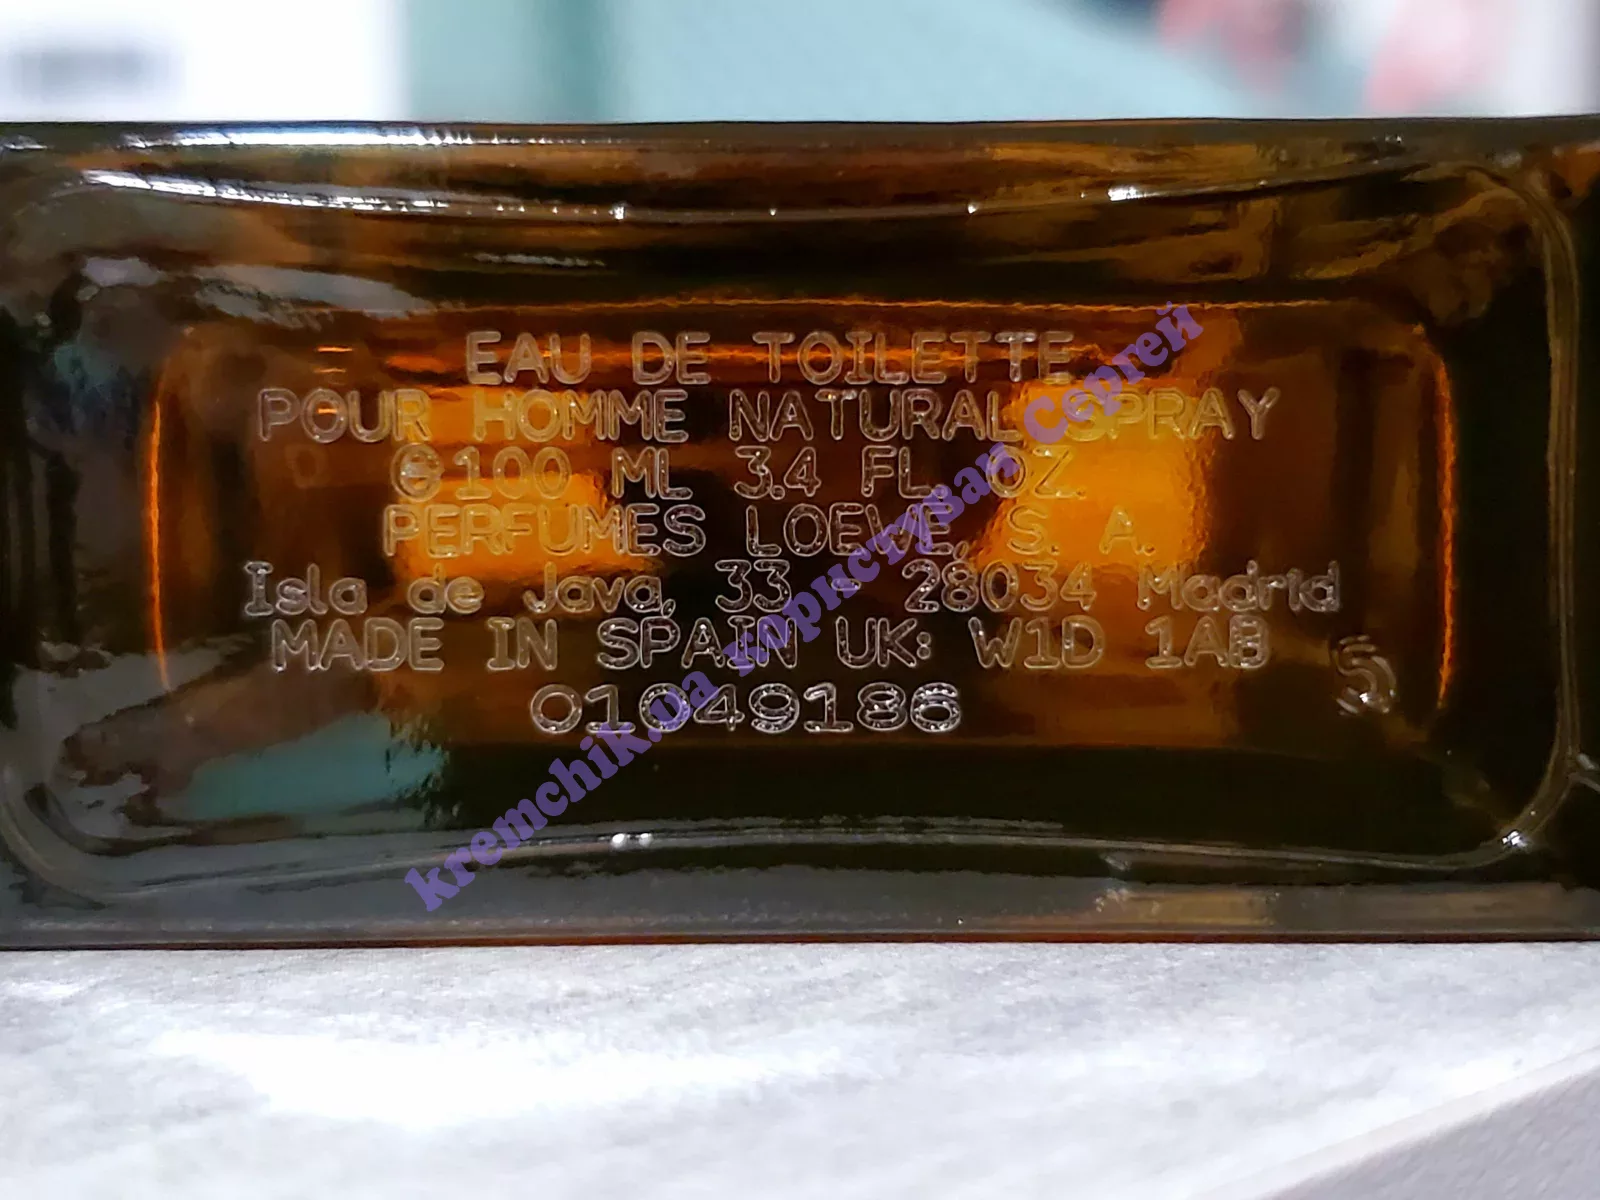 EAU DE TOILETTE
POUR HOMME NATURAL SPRAY
℮100 ML 3.4 FL. OZ.
PERFUMES LOEWE, S. A.
Isla de Java, 33 - 28034 Madrid
MADE IN SPAIN UK: W1D 1AB
5
01049186
kremchik.ua користувач Сергей